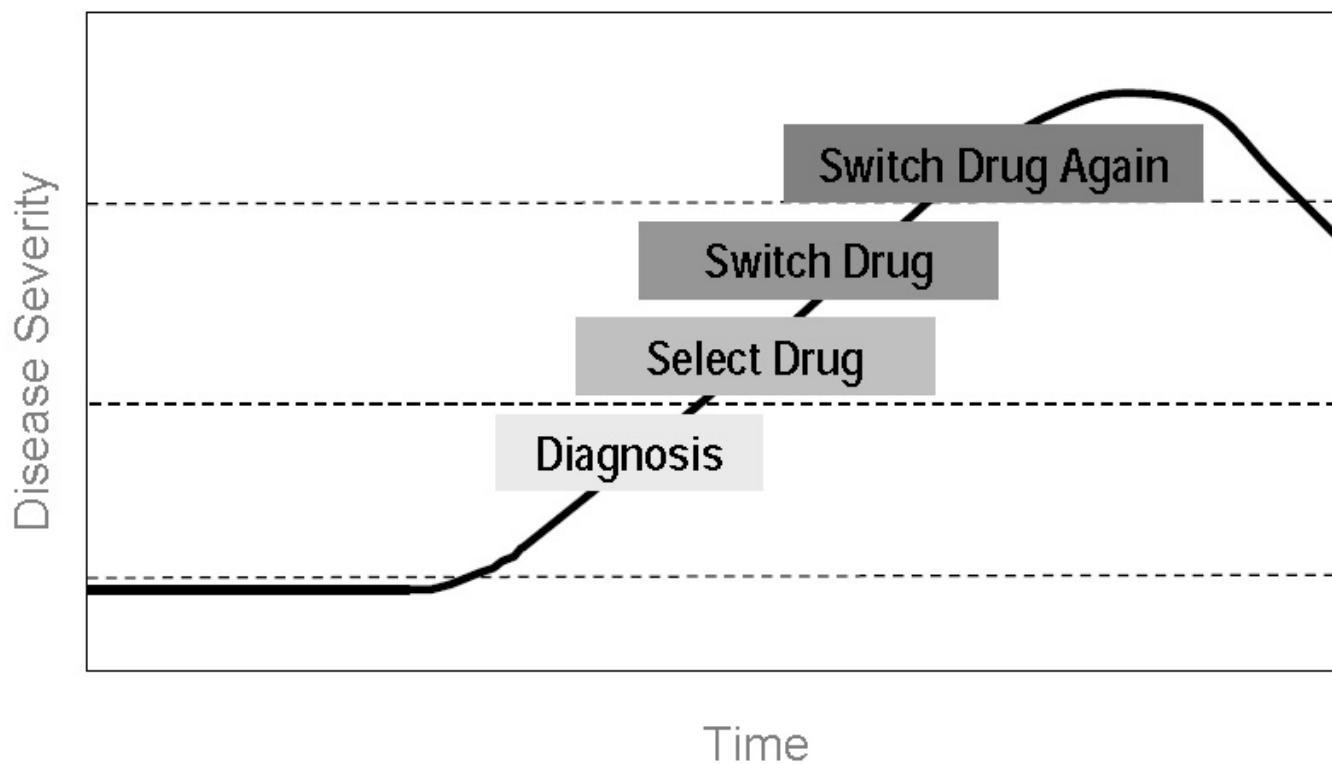 Switch Drug Again
Switch Drug
Select Drug
Diagnosis
Disease Severity
Time